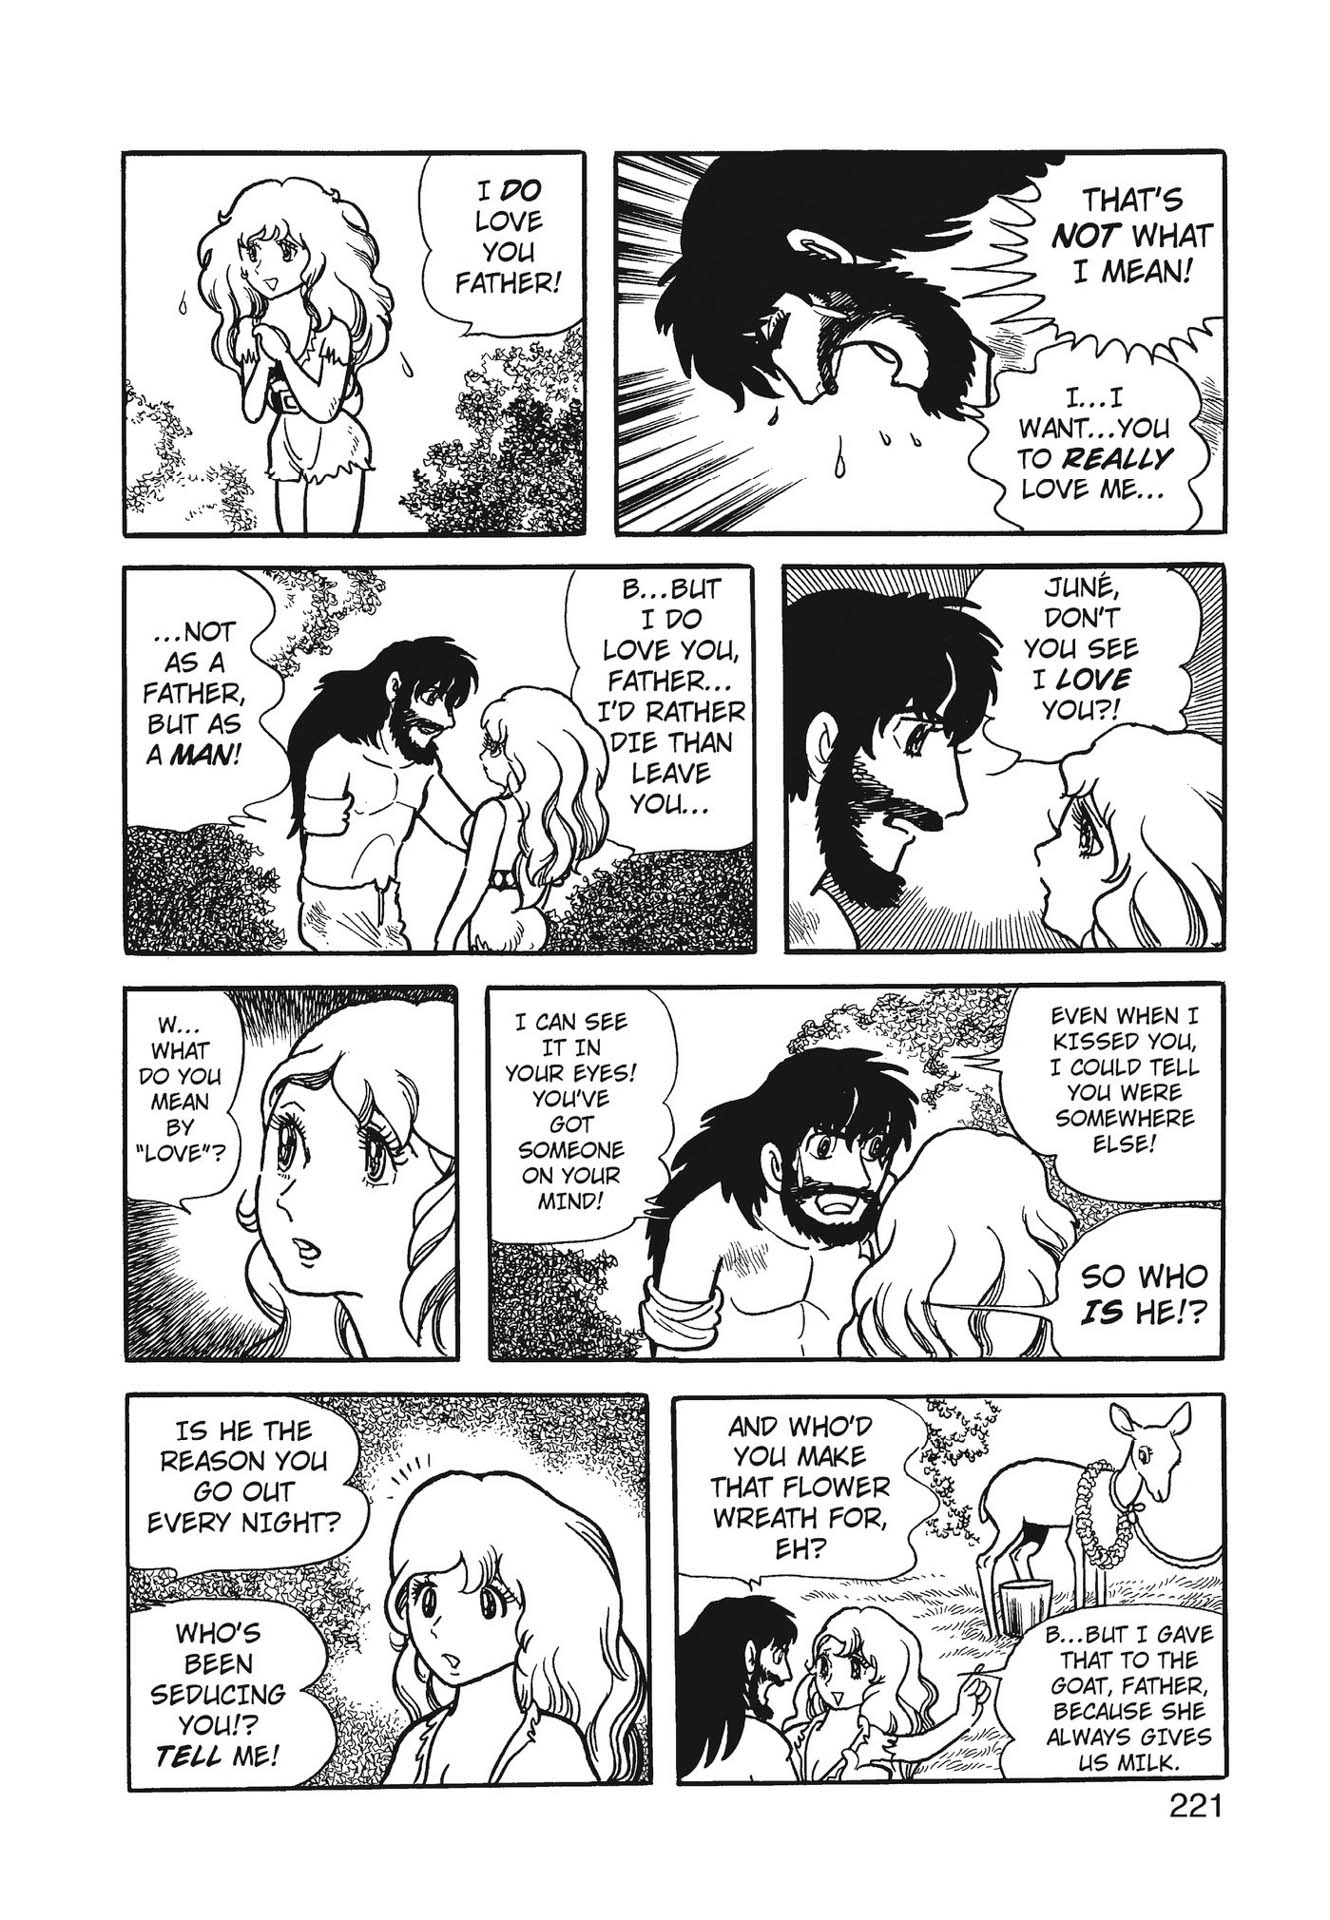 I DO
LOVE
YOU
FATHER!
THAT'S
NOT WHAT
I MEAN!
I...I
WANT...YOU
TO REALLY
LOVE ME...
...NOT
AS A
FATHER,
BUT AS
A MAN!
B...BUT
I DO
LOVE YOU,
FATHER...
I'D RATHER
DIE THAN
LEAVE
YOU...
JUNÉ,
DON'T
YOU SEE
I LOVE
YOU?!
W...
WHAT
DO YOU
MEAN
BY
"LOVE"?
I CAN SEE
IT IN
YOUR EYES!
YOU'VE
GOT
SOMEONE
ON YOUR
MIND!
EVEN WHEN I
KISSED YOU,
I COULD TELL
YOU WERE
SOMEWHERE
ELSE!
SO WHO
IS HE!?
IS HE THE
REASON YOU
GO OUT
EVERY NIGHT?
WHO'S
BEEN
SEDUCING
YOU!?
TELL ME!
AND WHO'D
YOU MAKE
THAT FLOWER
WREATH FOR,
EH?
B...BUT I GAVE
THAT TO THE
GOAT, FATHER,
BECAUSE SHE
ALWAYS GIVES
US MILK.
221